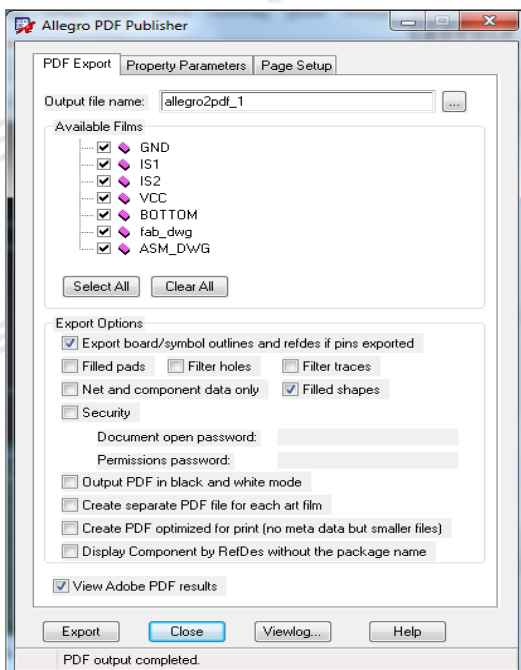 Allegro PDF Publisher
PDF Export Property Parameters Page Setup
Output file name: allegro2pdf_1 ...
Available Films
GND
IS1
IS2
VCC
BOTTOM
fab_dwg
ASM_DWG
Select All Clear All
Export Options
Export board/symbol outlines and refdes if pins exported
Filled pads Filter holes Filter traces
Net and component data only Filled shapes
Security
Document open password:
Permissions password:
Output PDF in black and white mode
Create separate PDF file for each art film
Create PDF optimized for print (no meta data but smaller files)
Display Component by RefDes without the package name
View Adobe PDF results
Export Close Viewlog... Help
PDF output completed.